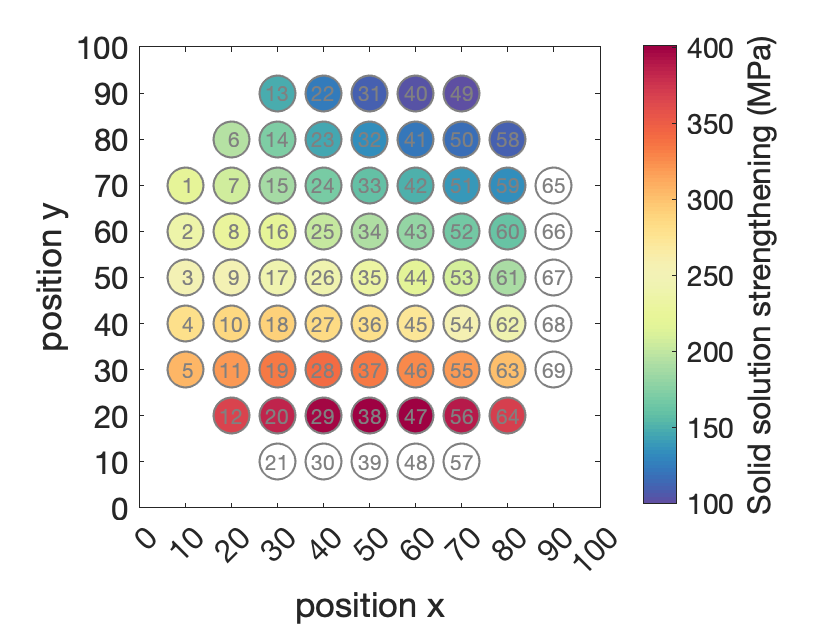 100
90
80
70
60
50
40
30
20
10
0
position y
13 22 31 40 49
6 14 23 32 41 50 58
1 7 15 24 33 42 51 59 65
2 8 16 25 34 43 52 60 66
3 9 17 26 35 44 53 61 67
4 10 18 27 36 45 54 62 68
5 11 19 28 37 46 55 63 69
12 20 29 38 47 56 64
21 30 39 48 57
0 10 20 30 40 50 60 70 80 90 100
position x
400
350
300
250
200
150
100
Solid solution strengthening (MPa)